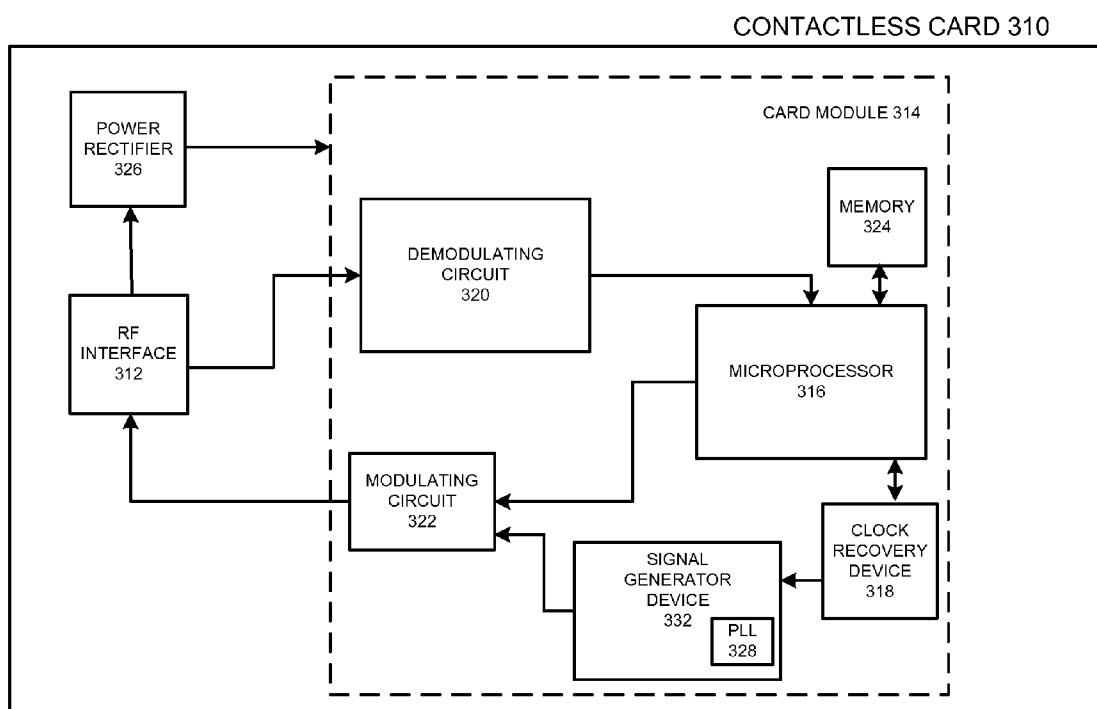 CONTACTLESS CARD 310
POWER
RECTIFIER
326
CARD MODULE 314
MEMORY
324
DEMODULATING
CIRCUIT
320
RF
INTERFACE
312
MICROPROCESSOR
316
MODULATING
CIRCUIT
322
CLOCK
RECOVERY
DEVICE
318
SIGNAL
GENERATOR
DEVICE
332
PLL
328